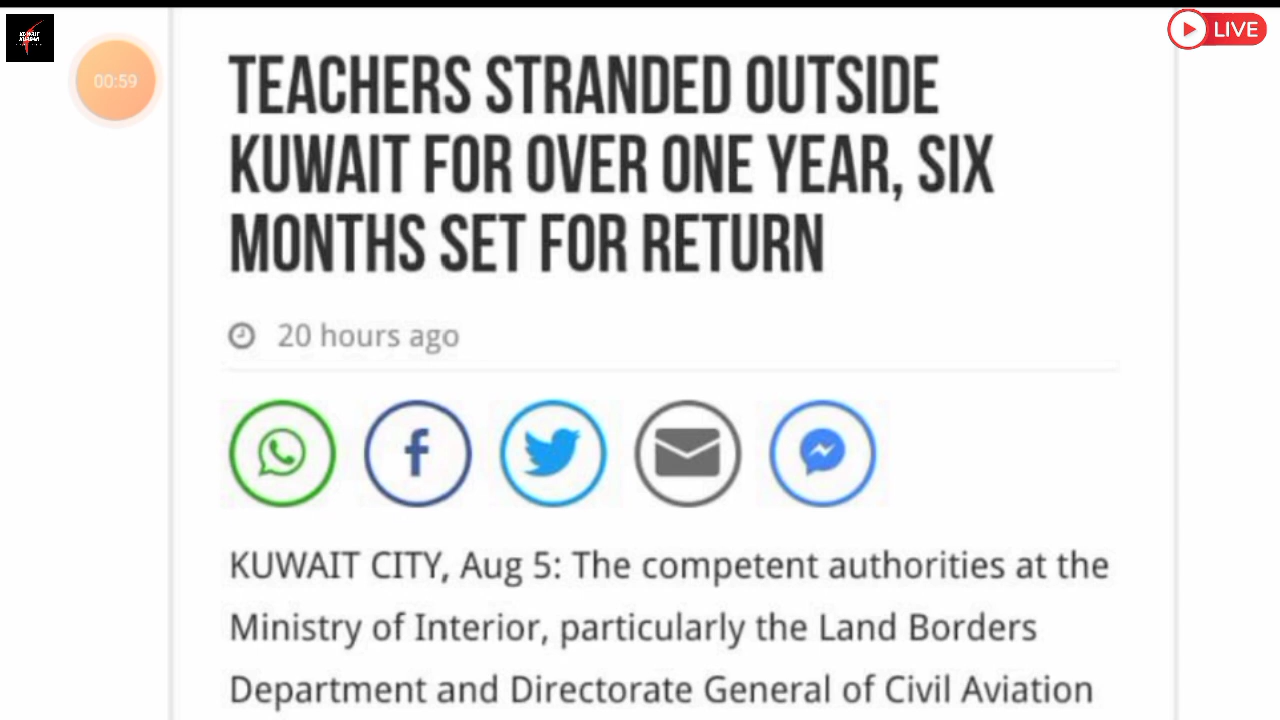 00:59
LIVE
TEACHERS STRANDED OUTSIDE
KUWAIT FOR OVER ONE YEAR, SIX
MONTHS SET FOR RETURN
20 hours ago
KUWAIT CITY, Aug 5: The competent authorities at the
Ministry of Interior, particularly the Land Borders
Department and Directorate General of Civil Aviation